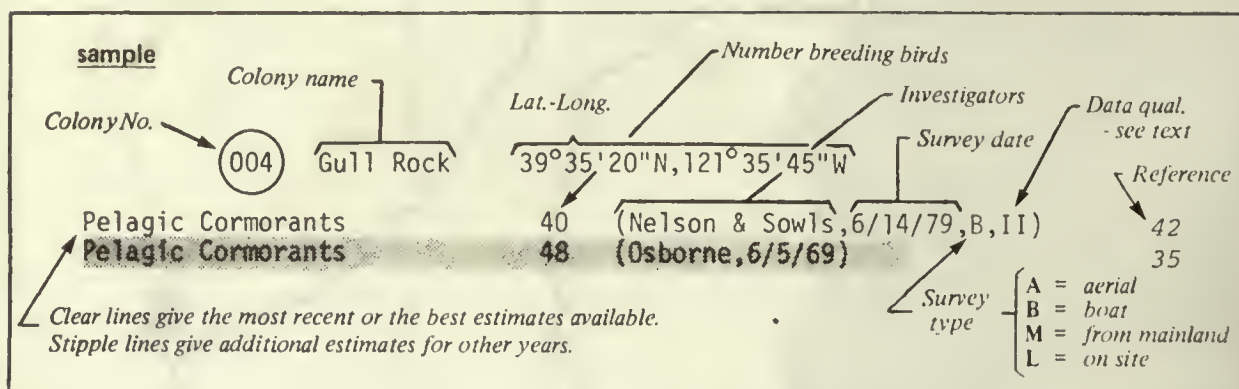 sample
Number breeding birds
Colony name
Lat.-Long.
Investigators
Data qual.
- see text
Colony No.
Survey date
004 Gull Rock 39°35'20"N,121°35'45"W
Reference
Pelagic Cormorants 40 (Nelson & Sowls,6/14/79,B,II) 42
Pelagic Cormorants 48 (Osborne,6/5/69) 35
Survey type
A = aerial
B = boat
M = from mainland
L = on site
Clear lines give the most recent or the best estimates available.
Stipple lines give additional estimates for other years.